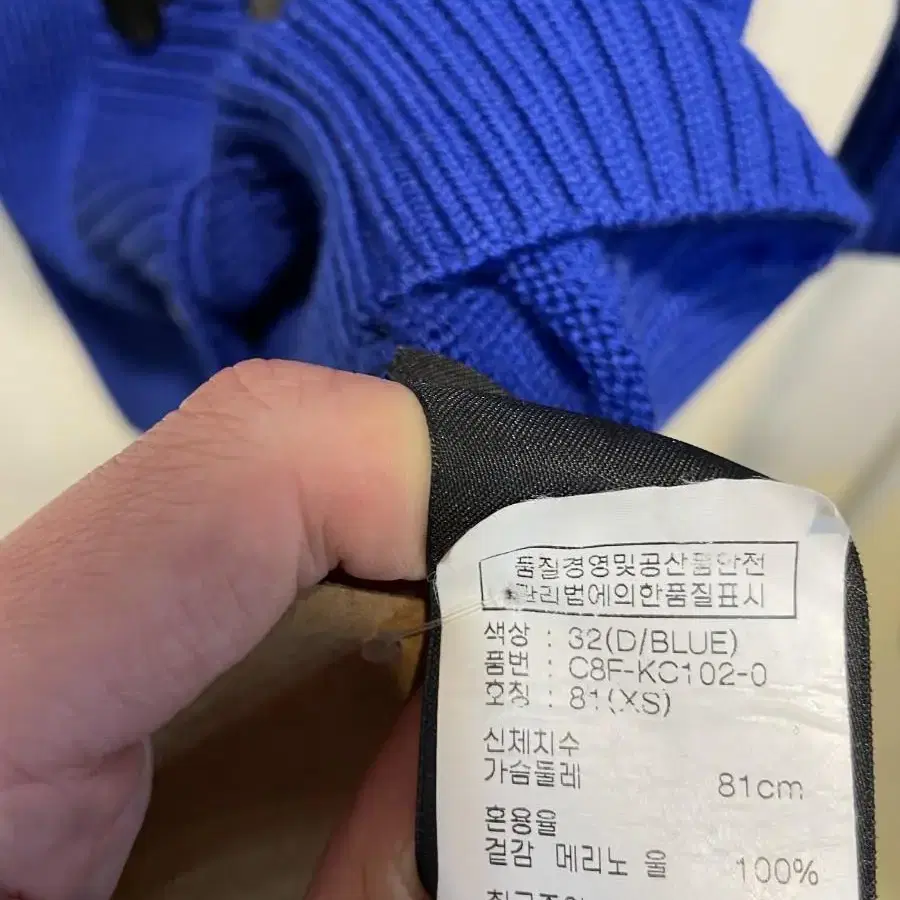 품질경영및공산품안전
관리법에의한품질표시
색상 : 32(D/BLUE)
품번 : C8F-KC102-0
호칭 : 81(XS)
신체치수
가슴둘레 81cm
혼용율
겉감 메리노 울 100%